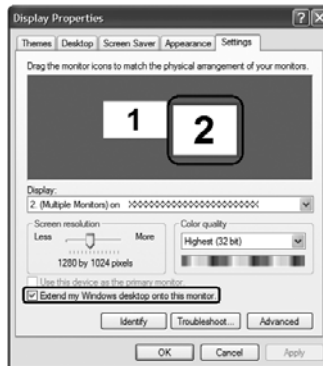 Display Properties
Themes Desktop Screen Saver Appearance Settings
Drag the monitor icons to match the physical arrangement of your monitors.
1 2
Display:
2. (Multiple Monitors) on XXXXXXXXXXXXXXXXXXXXXXX
Screen resolution Color quality
Less More Highest (32 bit)
1280 by 1024 pixels
Use this device as the primary monitor.
Extend my Windows desktop onto this monitor.
Identify Troubleshoot... Advanced
OK Cancel Apply